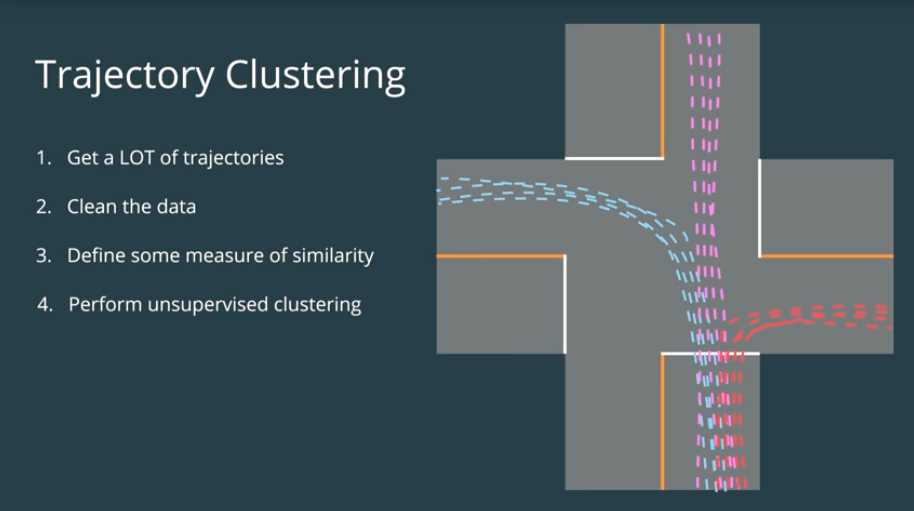 Trajectory Clustering
1. Get a LOT of trajectories
2. Clean the data
3. Define some measure of similarity
4. Perform unsupervised clustering